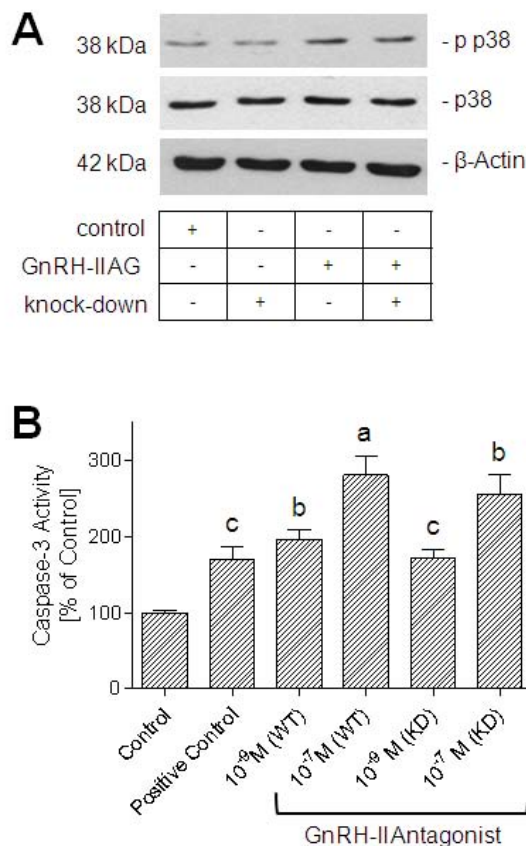 A
38 kDa - p p38
38 kDa - p38
42 kDa - β-Actin
control + - - -
GnRH-IIAG - - + +
knock-down - + - +
B
Caspase-3 Activity
[% of Control]
300
200
100
0
c b a c b
Control
Positive Control
10⁻⁹M (WT)
10⁻⁷M (WT)
10⁻⁹ M (KD)
10⁻⁷ M (KD)
GnRH-IIAntagonist